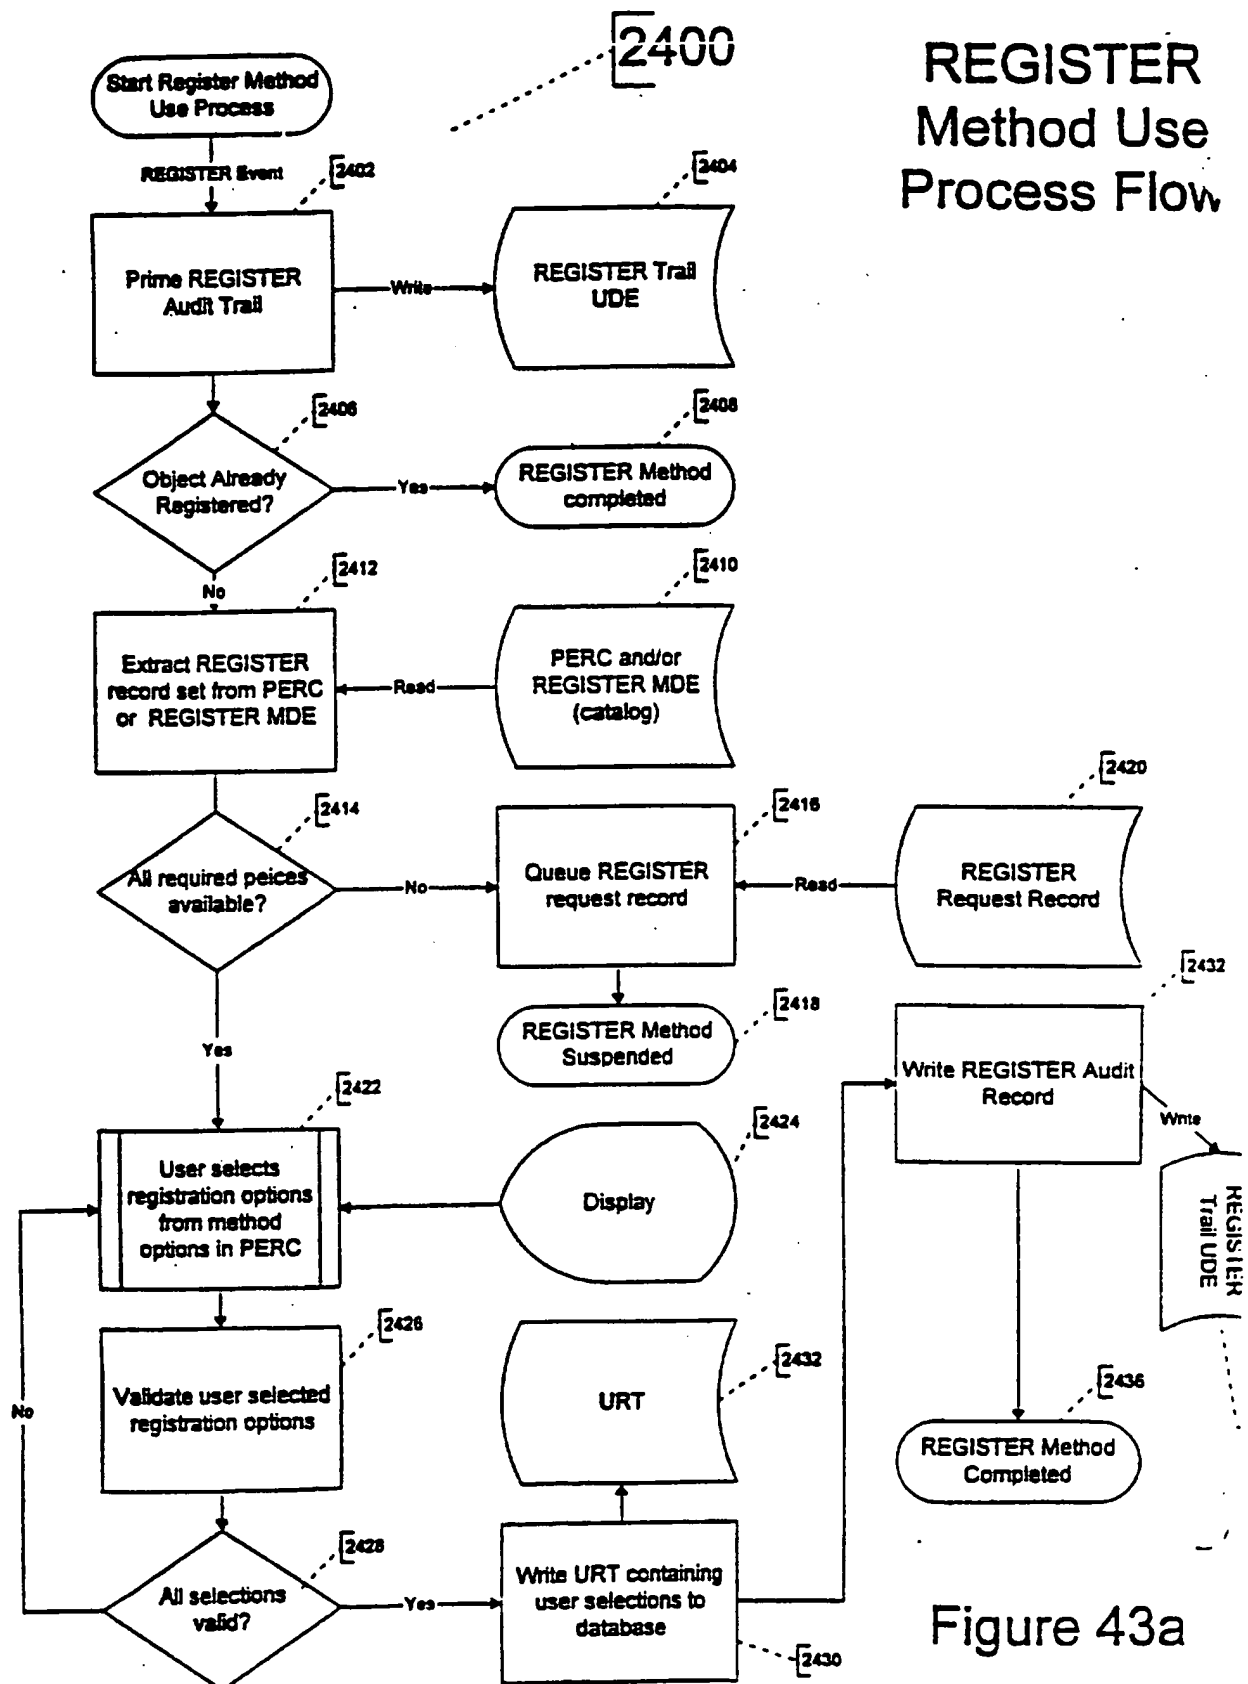 2400
REGISTER
Method Use
Process Flow
Start Register Method
Use Process
REGISTER Event
2402
Prime REGISTER
Audit Trail
Write
2404
REGISTER Trail
UDE
2406
Object Already
Registered?
Yes
2408
REGISTER Method
completed
No
2412
Extract REGISTER
record set from PERC
or REGISTER MDE
Read
2410
PERC and/or
REGISTER MDE
(catalog)
2414
All required peices
available?
No
2416
Queue REGISTER
request record
Read
2420
REGISTER
Request Record
2418
REGISTER Method
Suspended
Yes
2422
User selects
registration options
from method
options in PERC
2424
Display
2426
Validate user selected
registration options
No
2428
All selections
valid?
Yes
2432
URT
Write URT containing
user selections to
database
2430
2432
Write REGISTER Audit
Record
Write
REGISTER
Trail UDE
2436
REGISTER Method
Completed
Figure 43a